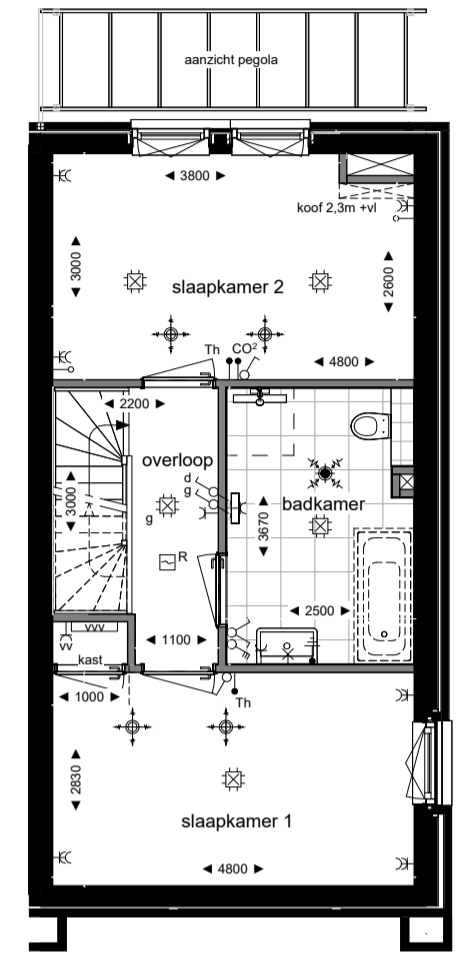 aanzicht pegola
3800
koof 2,3m +vl
3000
2600
slaapkamer 2
Th
CO²
4800
2200
overloop
d
g
3000
g
badkamer
3670
R
2500
vvv
1100
vv
kast
1000
Th
2830
slaapkamer 1
4800